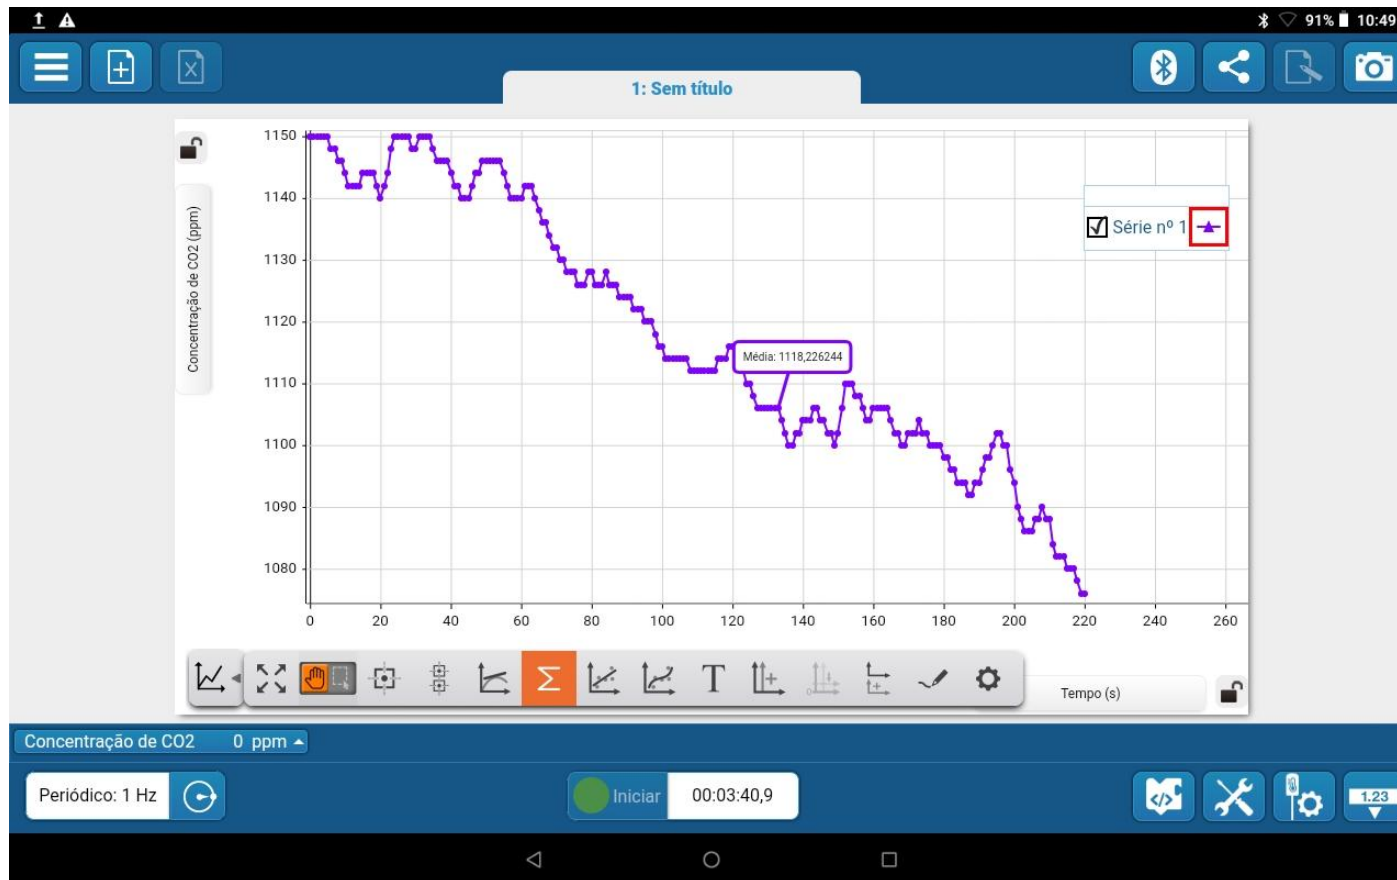 91% 10:49
1: Sem título
1150
1140
1130
1120
1110
1100
1090
1080
Concentração de CO2 (ppm)
Série nº 1
Média: 1118,226244
0 20 40 60 80 100 120 140 160 180 200 220 240 260
Σ T
Tempo (s)
Concentração de CO2 0 ppm
Periódico: 1 Hz
Iniciar 00:03:40,9
</>
1.23